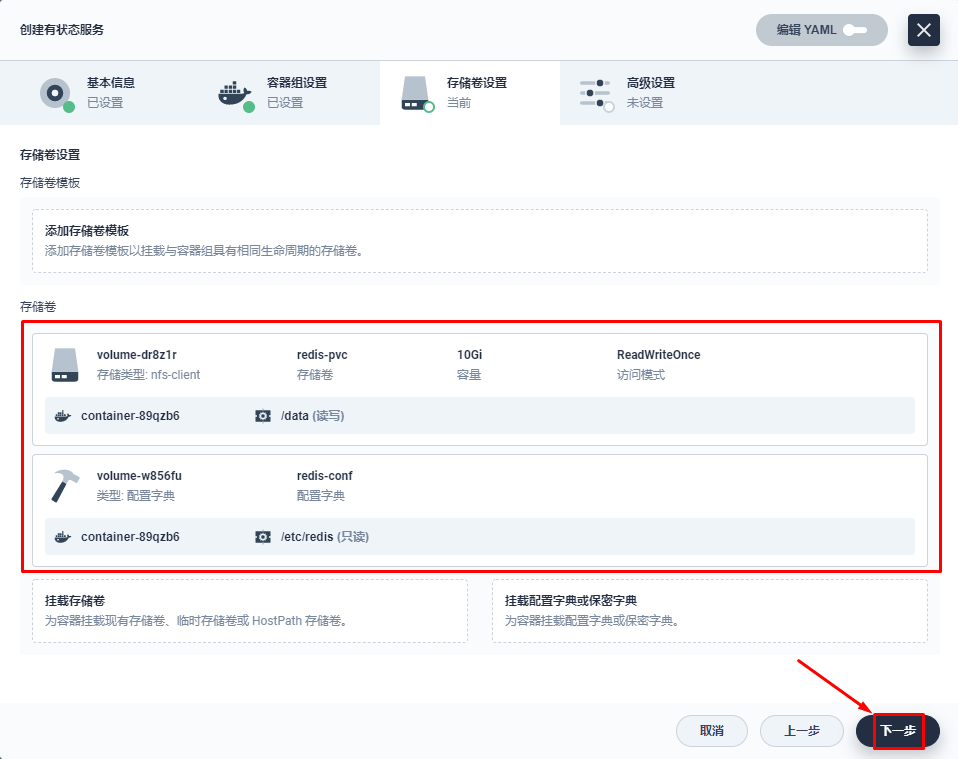 创建有状态服务
编辑 YAML
基本信息
已设置
容器组设置
已设置
存储卷设置
当前
高级设置
未设置
存储卷设置
存储卷模板
添加存储卷模板
添加存储卷模板以挂载与容器组具有相同生命周期的存储卷。
存储卷
volume-dr8z1r redis-pvc 10Gi ReadWriteOnce
存储类型: nfs-client 存储卷 容量 访问模式
container-89qzb6 /data (读写)
volume-w856fu redis-conf
类型: 配置字典 配置字典
container-89qzb6 /etc/redis (只读)
挂载存储卷
为容器挂载现有存储卷、临时存储卷或 HostPath 存储卷。
挂载配置字典或保密字典
为容器挂载配置字典或保密字典。
取消 上一步 下一步